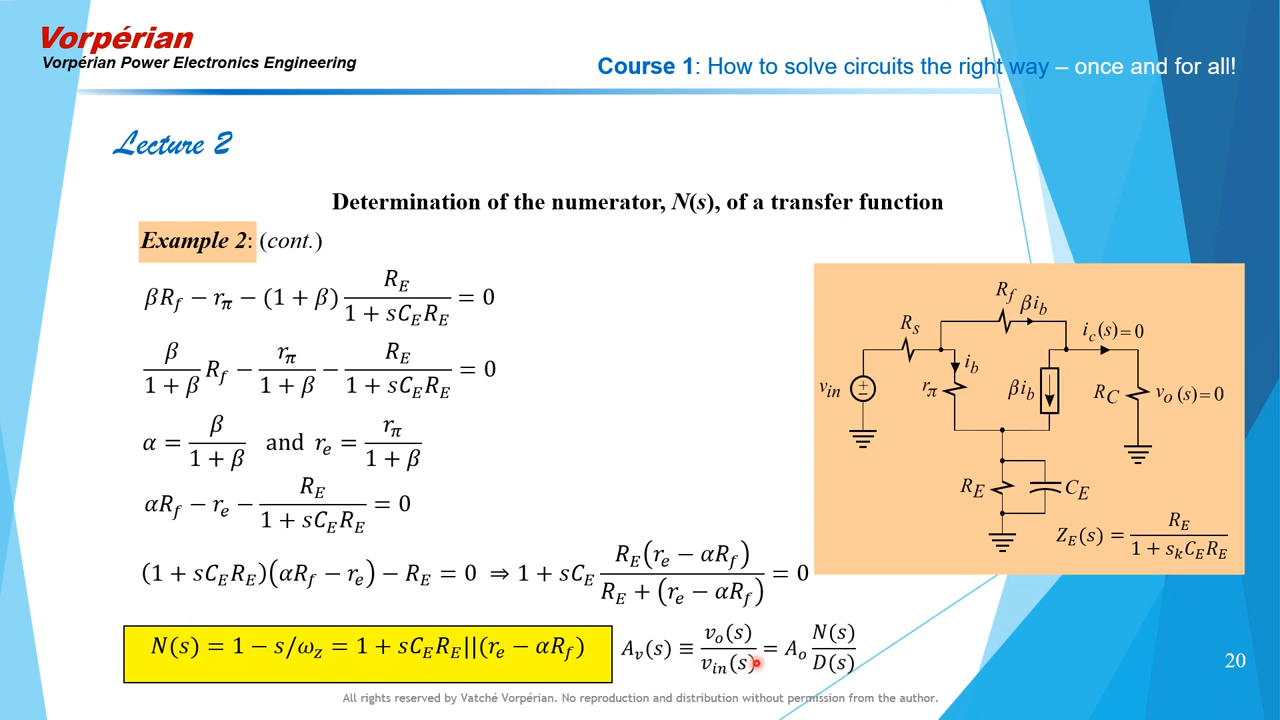 Vorpérian
Vorpérian Power Electronics Engineering
Course 1: How to solve circuits the right way – once and for all!
Lecture 2
Determination of the numerator, N(s), of a transfer function
Example 2: (cont.)
βR_f − r_π − (1 + β) R_E/(1 + sC_E R_E) = 0
β/(1 + β) R_f − r_π/(1 + β) − R_E/(1 + sC_E R_E) = 0
α = β/(1 + β) and r_e = r_π/(1 + β)
αR_f − r_e − R_E/(1 + sC_E R_E) = 0
(1 + sC_E R_E)(αR_f − r_e) − R_E = 0 ⇒ 1 + sC_E R_E(r_e − αR_f)/(R_E + (r_e − αR_f)) = 0
N(s) = 1 − s/ω_z = 1 + sC_E R_E||(r_e − αR_f)
A_v(s) ≡ v_o(s)/v_in(s) = A_o N(s)/D(s)
R_f
βi_b
R_s
i_c(s)=0
i_b
v_in
r_π
βi_b
R_C
v_o(s)=0
R_E
C_E
Z_E(s) = R_E/(1 + s_k C_E R_E)
20
All rights reserved by Vatché Vorpérian. No reproduction and distribution without permission from the author.